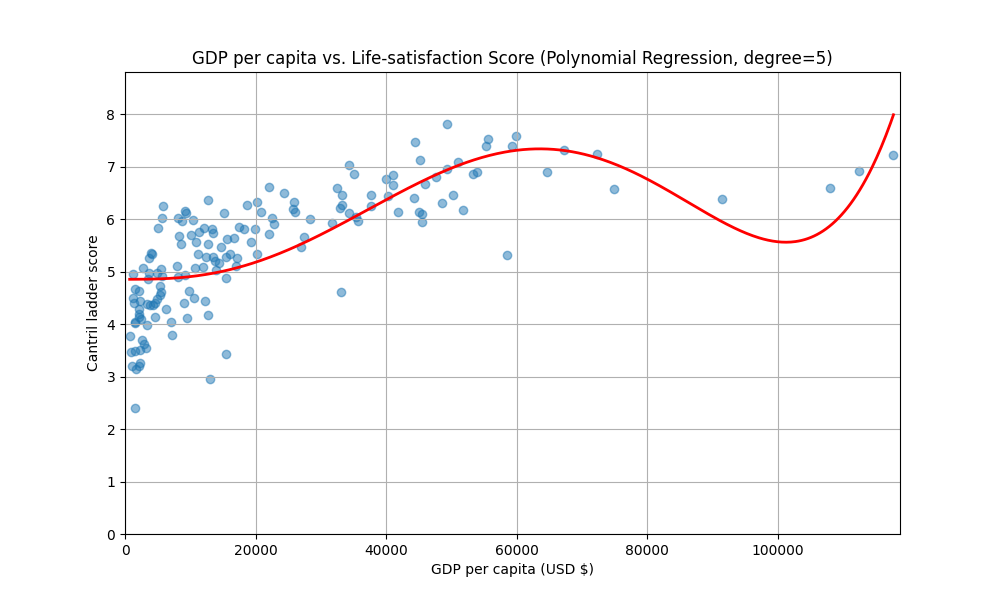 GDP per capita vs. Life-satisfaction Score (Polynomial Regression, degree=5)
Cantril ladder score
8
7
6
5
4
3
2
1
0
0 20000 40000 60000 80000 100000
GDP per capita (USD $)